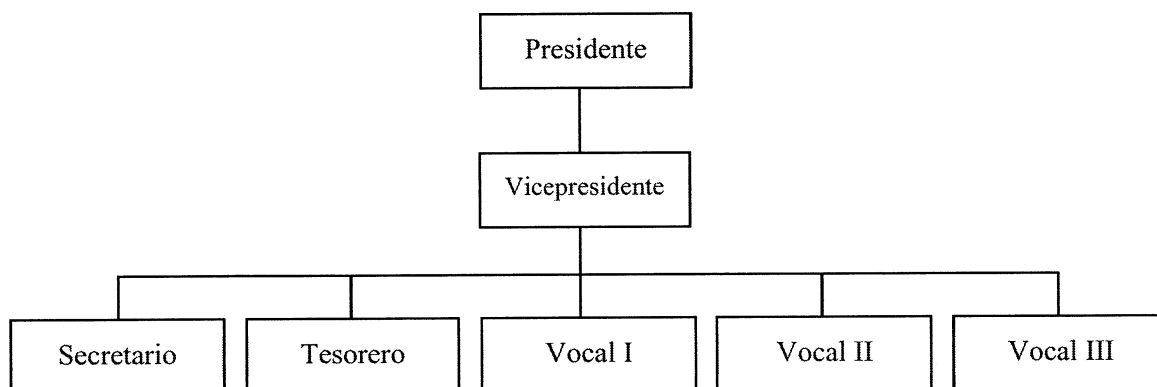 Presidente
Vicepresidente
Secretario
Tesorero
Vocal I
Vocal II
Vocal III